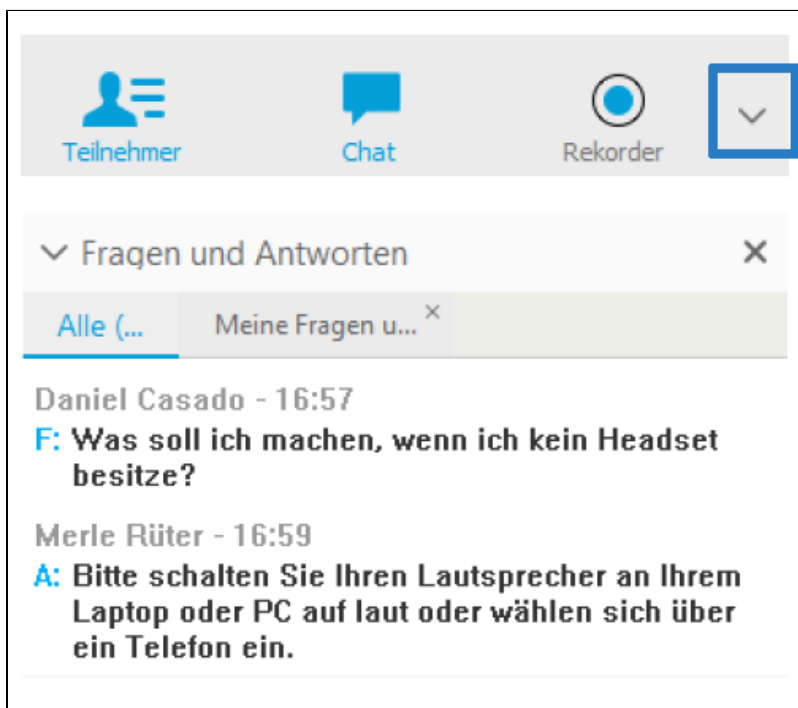 Teilnehmer Chat Rekorder
Fragen und Antworten
Alle (... Meine Fragen u...
Daniel Casado - 16:57
F: Was soll ich machen, wenn ich kein Headset
besitze?
Merle Rüter - 16:59
A: Bitte schalten Sie Ihren Lautsprecher an Ihrem
Laptop oder PC auf laut oder wählen sich über
ein Telefon ein.